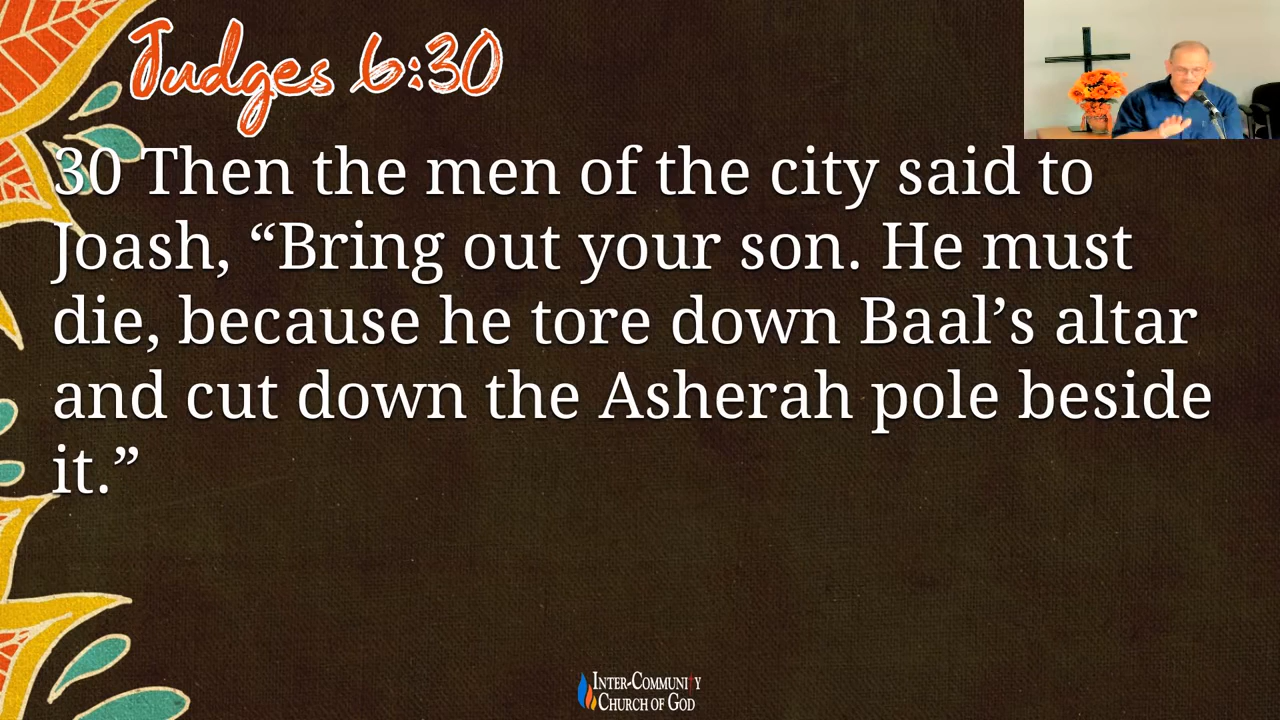 Judges 6:30
30 Then the men of the city said to
Joash, “Bring out your son. He must
die, because he tore down Baal’s altar
and cut down the Asherah pole beside
it.”
Inter-Community
Church of God